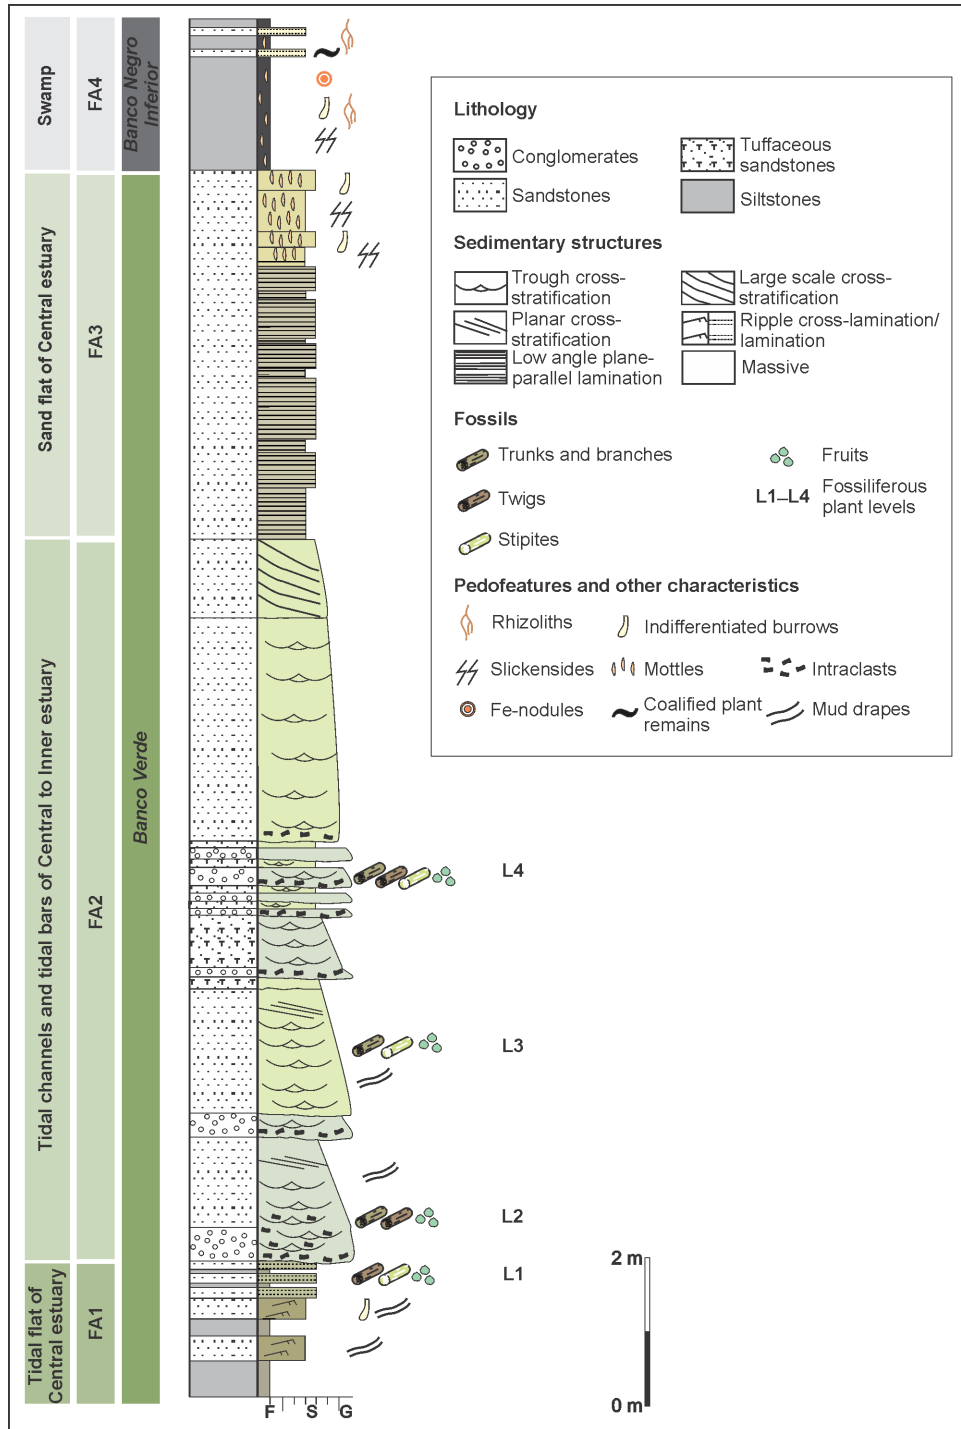 Swamp
FA4
Banco Negro
Inferior
Sand flat of Central estuary
FA3
Tidal channels and tidal bars of Central to Inner estuary
FA2
Banco Verde
Tidal flat of
Central estuary
FA1
Lithology
Conglomerates
Tuffaceous
sandstones
Sandstones
Siltstones
Sedimentary structures
Trough cross-
stratification
Large scale cross-
stratification
Planar cross-
stratification
Ripple cross-lamination/
lamination
Low angle plane-
parallel lamination
Massive
Fossils
Trunks and branches
Fruits
Twigs
L1–L4
Fossiliferous
plant levels
Stipites
Pedofeatures and other characteristics
Rhizoliths
Indifferentiated burrows
Slickensides
Mottles
Intraclasts
Fe-nodules
Coalified plant
remains
Mud drapes
L4
L3
L2
L1
2 m
0 m
F S G